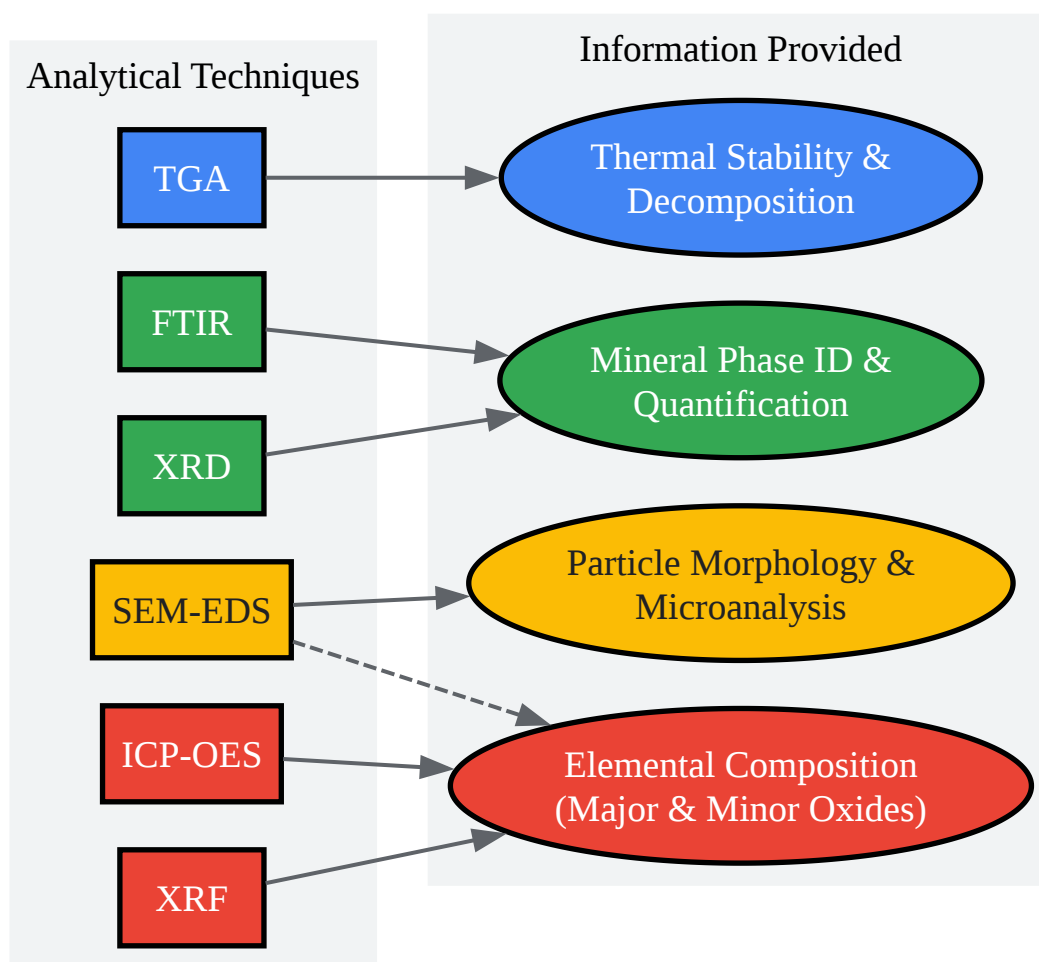 Analytical Techniques
TGA
FTIR
XRD
SEM-EDS
ICP-OES
XRF
Information Provided
Thermal Stability &
Decomposition
Mineral Phase ID &
Quantification
Particle Morphology &
Microanalysis
Elemental Composition
(Major & Minor Oxides)